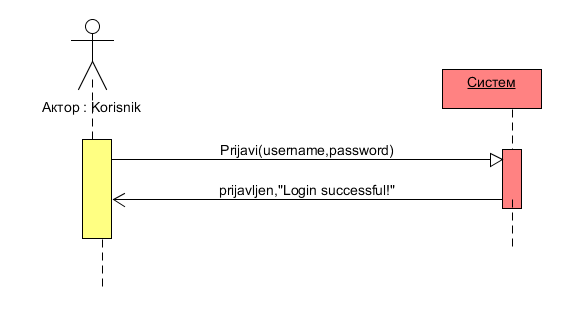 Систем
Актор : Korisnik
Prijavi(username,password)
prijavljen,"Login successful!"